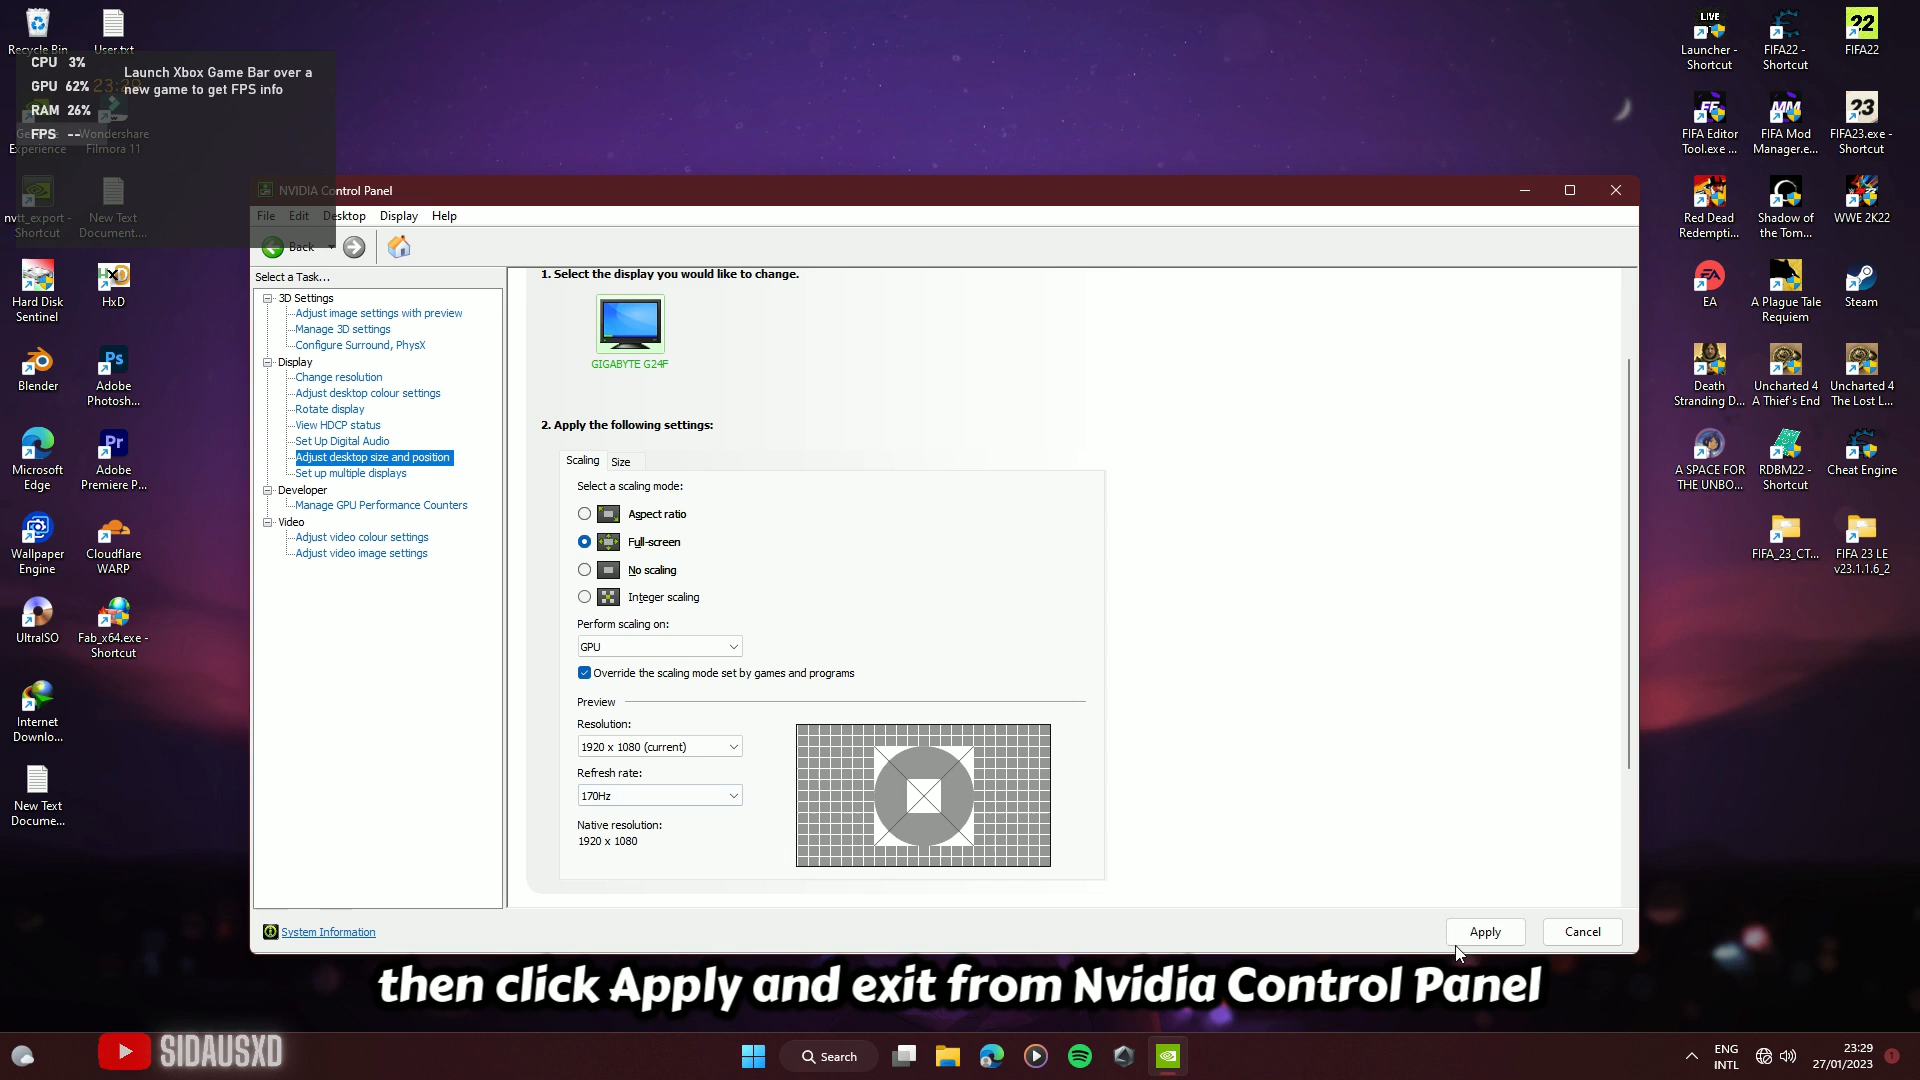 Recycle Bin
User.txt
CPU 3%
GPU 62%
RAM 26%
FPS --
23:29
Launch Xbox Game Bar over a
new game to get FPS info
Experience
Wondershare
Filmora 11
nvtt_export -
Shortcut
New Text
Document....
Hard Disk
Sentinel
HxD
Blender
Adobe
Photosh...
Microsoft
Edge
Adobe
Premiere P...
Wallpaper
Engine
Cloudflare
WARP
UltraISO
Fab_x64.exe -
Shortcut
Internet
Downlo...
New Text
Docume...
NVIDIA Control Panel
File Edit Desktop Display Help
Back
Select a Task...
3D Settings
Adjust image settings with preview
Manage 3D settings
Configure Surround, PhysX
Display
Change resolution
Adjust desktop colour settings
Rotate display
View HDCP status
Set Up Digital Audio
Adjust desktop size and position
Set up multiple displays
Developer
Manage GPU Performance Counters
Video
Adjust video colour settings
Adjust video image settings
System Information
1. Select the display you would like to change.
GIGABYTE G24F
2. Apply the following settings:
Scaling Size
Select a scaling mode:
Aspect ratio
Full-screen
No scaling
Integer scaling
Perform scaling on:
GPU
Override the scaling mode set by games and programs
Preview
Resolution:
1920 x 1080 (current)
Refresh rate:
170Hz
Native resolution:
1920 x 1080
Apply
Cancel
LIVE
Launcher -
Shortcut
FIFA22 -
Shortcut
22
FIFA22
FIFA Editor
Tool.exe ...
FIFA Mod
Manager.e...
23
FIFA23.exe -
Shortcut
Red Dead
Redempti...
Shadow of
the Tom...
WWE 2K22
EA
A Plague Tale
Requiem
Steam
Death
Stranding D...
Uncharted 4
A Thief's End
Uncharted 4
The Lost L...
A SPACE FOR
THE UNBO...
RDBM22 -
Shortcut
Cheat Engine
FIFA_23_CT...
FIFA 23 LE
v23.1.1.6_2
then click Apply and exit from Nvidia Control Panel
SIDAUSXD
Search
ENG
INTL
23:29
27/01/2023
1